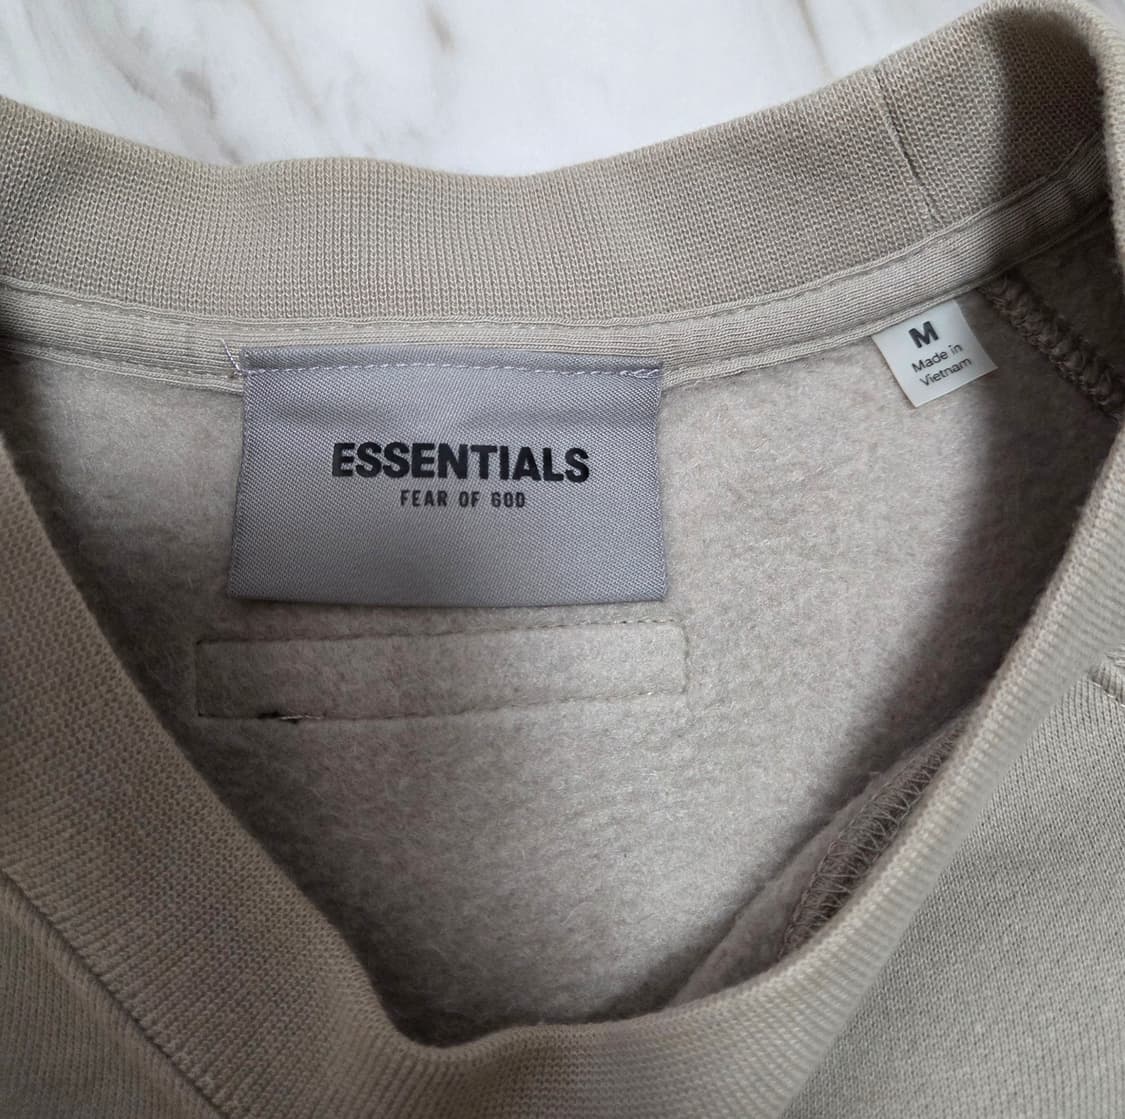 ESSENTIALS
FEAR OF GOD
M
Made in
Vietnam